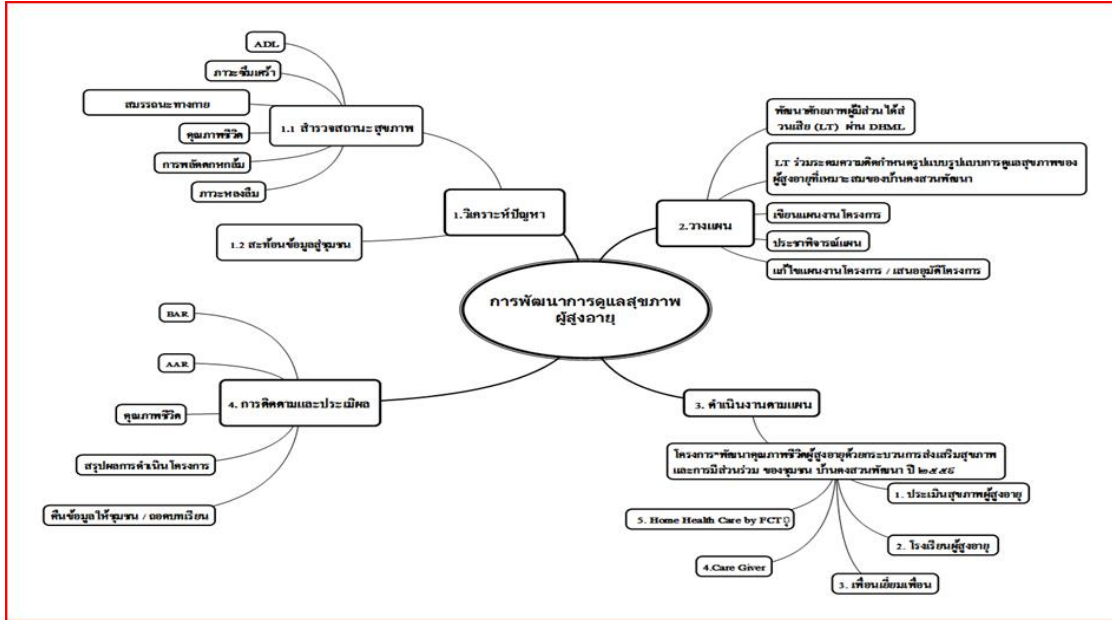 การพัฒนาการดูแลสุขภาพ
ผู้สูงอายุ
1.วิเคราะห์ปัญหา
1.1 สำรวจสถานะสุขภาพ
ADL
ภาวะซึมเศร้า
สมรรถนะทางกาย
คุณภาพชีวิต
การพลัดตกหกล้ม
ภาวะหลงลืม
1.2 สะท้อนข้อมูลสู่ชุมชน
2.วางแผน
พัฒนาศักยภาพผู้มีส่วนได้ส่
วนเสีย (LT) ผ่าน DHML
LT ร่วมระดมความคิดกำหนดรูปแบบรูปแบบการดูแลสุขภาพของ
ผู้สูงอายุที่เหมาะสมของบ้านดงสวนพัฒนา
เขียนแผนงานโครงการ
ประชาพิจารณ์แผน
แก้ไขแผนงานโครงการ / เสนออนุมัติโครงการ
3. ดำเนินงานตามแผน
โครงการ"พัฒนาคุณภาพชีวิตผู้สูงอายุด้วยกระบวนการส่งเสริมสุขภาพ
และการมีส่วนร่วม ของชุมชน บ้านดงสวนพัฒนา ปี
1. ประเมินสุขภาพผู้สูงอายุ
2. โรงเรียนผู้สูงอายุ
3. เพื่อนเยี่ยมเพื่อน
4.Care Giver
5. Home Health Care by FCT
4. การติดตามและประเมิผล
BAR
AAR
คุณภาพชีวิต
สรุปผลการดำเนินโครงการ
คืนข้อมูลให้ชุมชน / ถอดบทเรียน